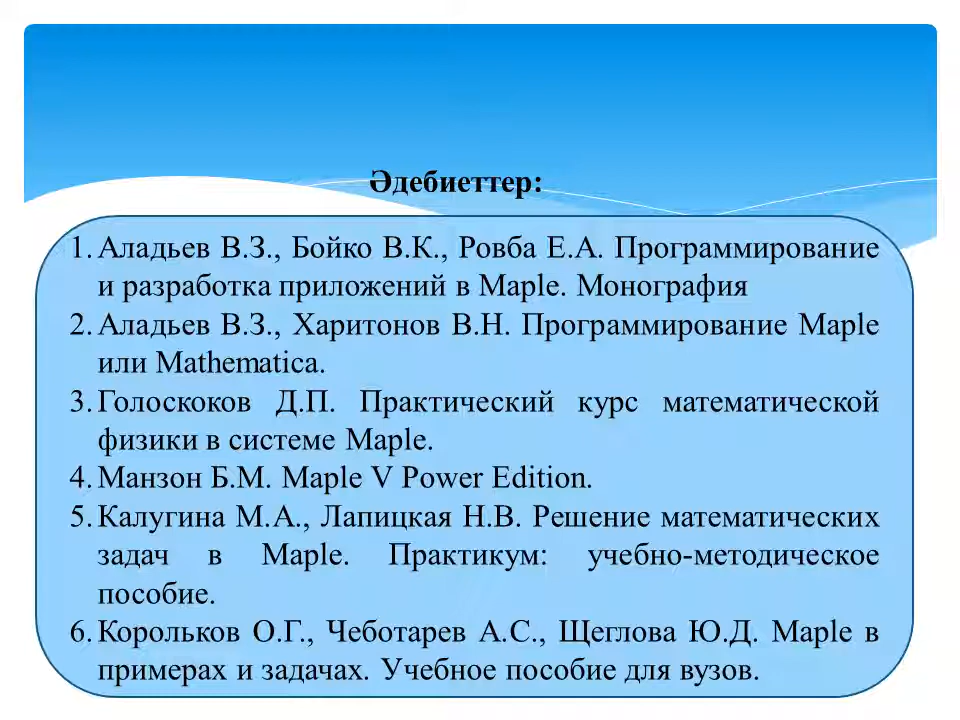 Әдебиеттер:
1. Аладьев В.З., Бойко В.К., Ровба Е.А. Программирование
и разработка приложений в Maple. Монография
2. Аладьев В.З., Харитонов В.Н. Программирование Maple
или Mathematica.
3. Голоскоков Д.П. Практический курс математической
физики в системе Maple.
4. Манзон Б.М. Maple V Power Edition.
5. Калугина М.А., Лапицкая Н.В. Решение математических
задач в Maple. Практикум: учебно-методическое
пособие.
6. Корольков О.Г., Чеботарев А.С., Щеглова Ю.Д. Maple в
примерах и задачах. Учебное пособие для вузов.